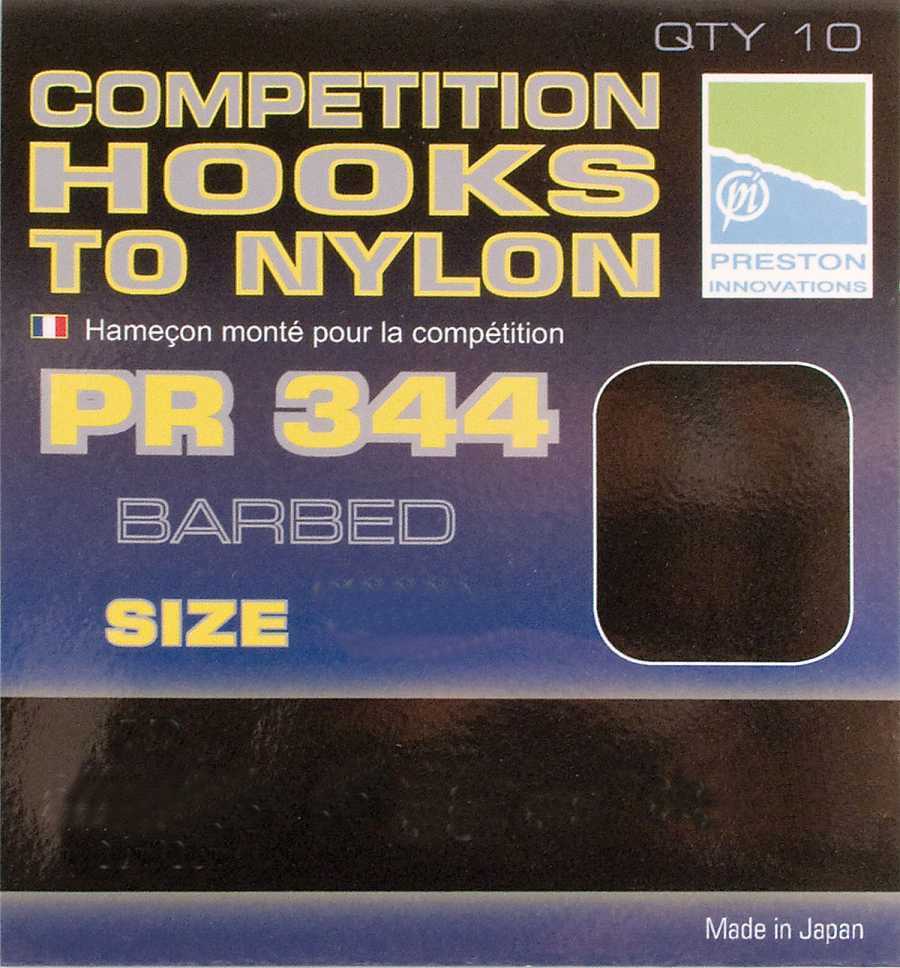 QTY 10
COMPETITION
HOOKS
TO NYLON
pi
PRESTON
INNOVATIONS
Hameçon monté pour la compétition
PR 344
BARBED
SIZE
Made in Japan